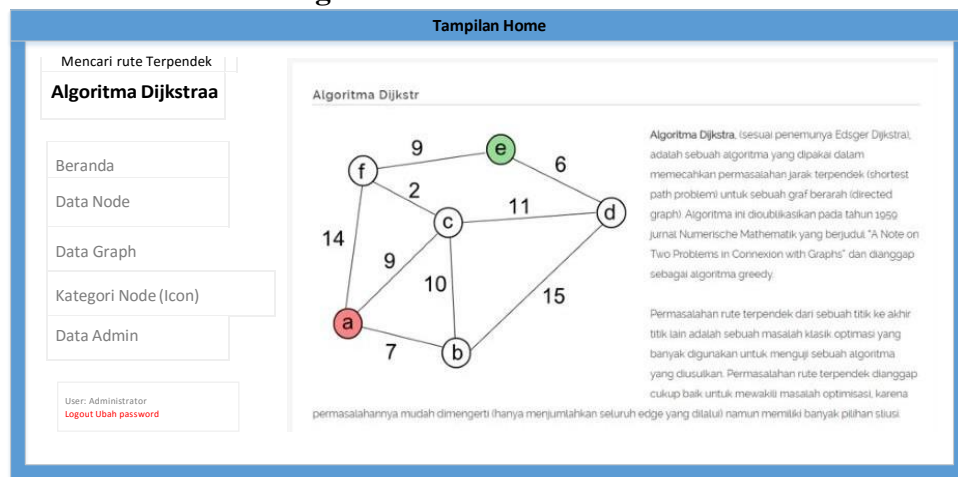 Tampilan Home
Mencari rute Terpendek
Algoritma Dijkstraa
Beranda
Data Node
Data Graph
Kategori Node (Icon)
Data Admin
User: Administrator
Logout Ubah password
Algoritma Dijkstr
9
e
6
f
2
c
11
d
14
9
10
15
a
7
b
Algoritma Dijkstra, (sesuai penemunya Edsger Dijkstra),
adalah sebuah algoritma yang dipakai dalam
memecahkan permasalahan jarak terpendek (shortest
path problem) untuk sebuah graf berarah (directed
graph). Algoritma ini dioublikasikan pada tahun 1959
jurnal Numerische Mathematik yang berjudul "A Note on
Two Problems in Connexion with Graphs" dan dianggap
sebagai algoritma greedy.
Permasalahan rute terpendek dari sebuah titik ke akhir
titik lain adalah sebuah masalah klasik optimasi yang
banyak digunakan untuk menguji sebuah algoritma
yang diusulkan. Permasalahan rute terpendek dianggap
cukup baik untuk mewakili masalah optimisasi, karena
permasalahannya mudah dimengerti (hanya menjumlahkan seluruh edge yang dilalui) namun memiliki banyak pilihan